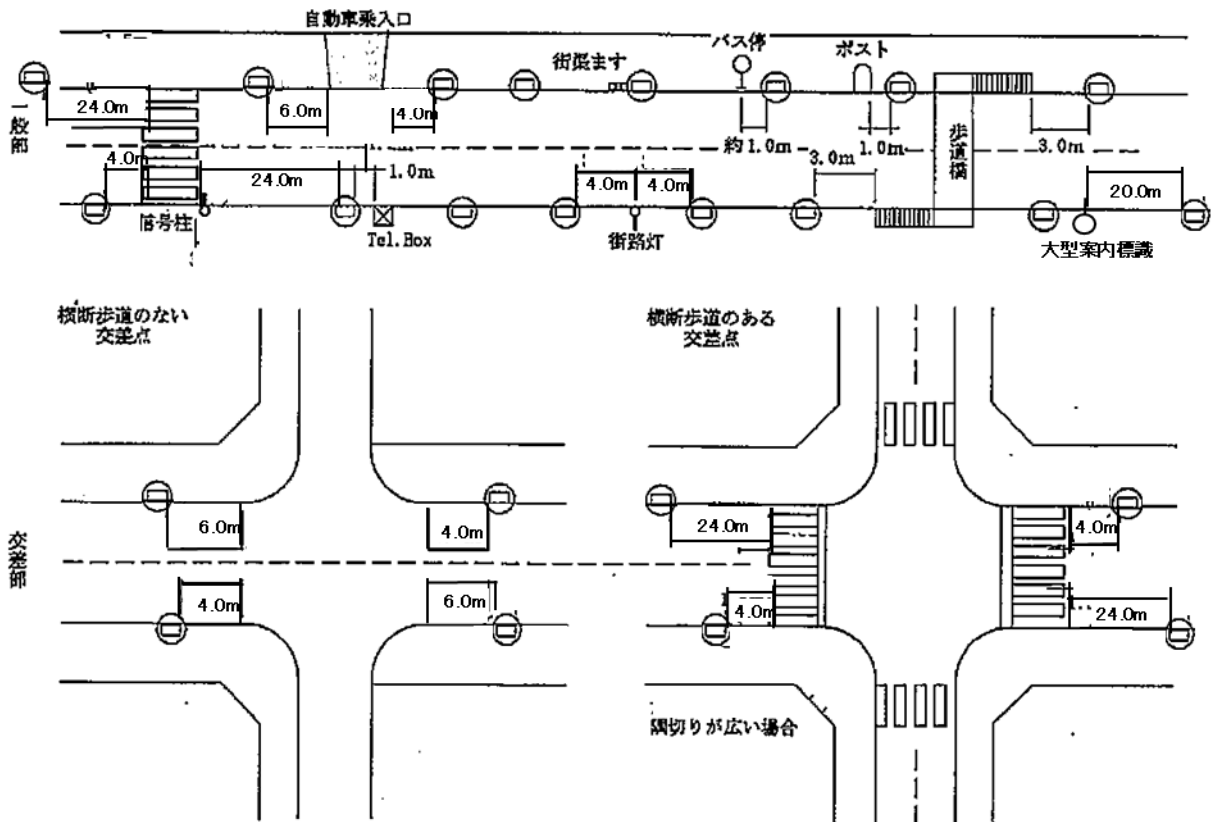 自動車乗入口
バス停
ポスト
街渠ます
一般部
24.0m
6.0m
4.0m
約1.0m
1.0m
歩道橋
3.0m
4.0m
24.0m
1.0m
4.0m
4.0m
3.0m
20.0m
信号柱
Tel.Box
街路灯
大型案内標識
横断歩道のない
交差点
横断歩道のある
交差点
交差部
6.0m
4.0m
24.0m
4.0m
4.0m
6.0m
4.0m
24.0m
隅切りが広い場合